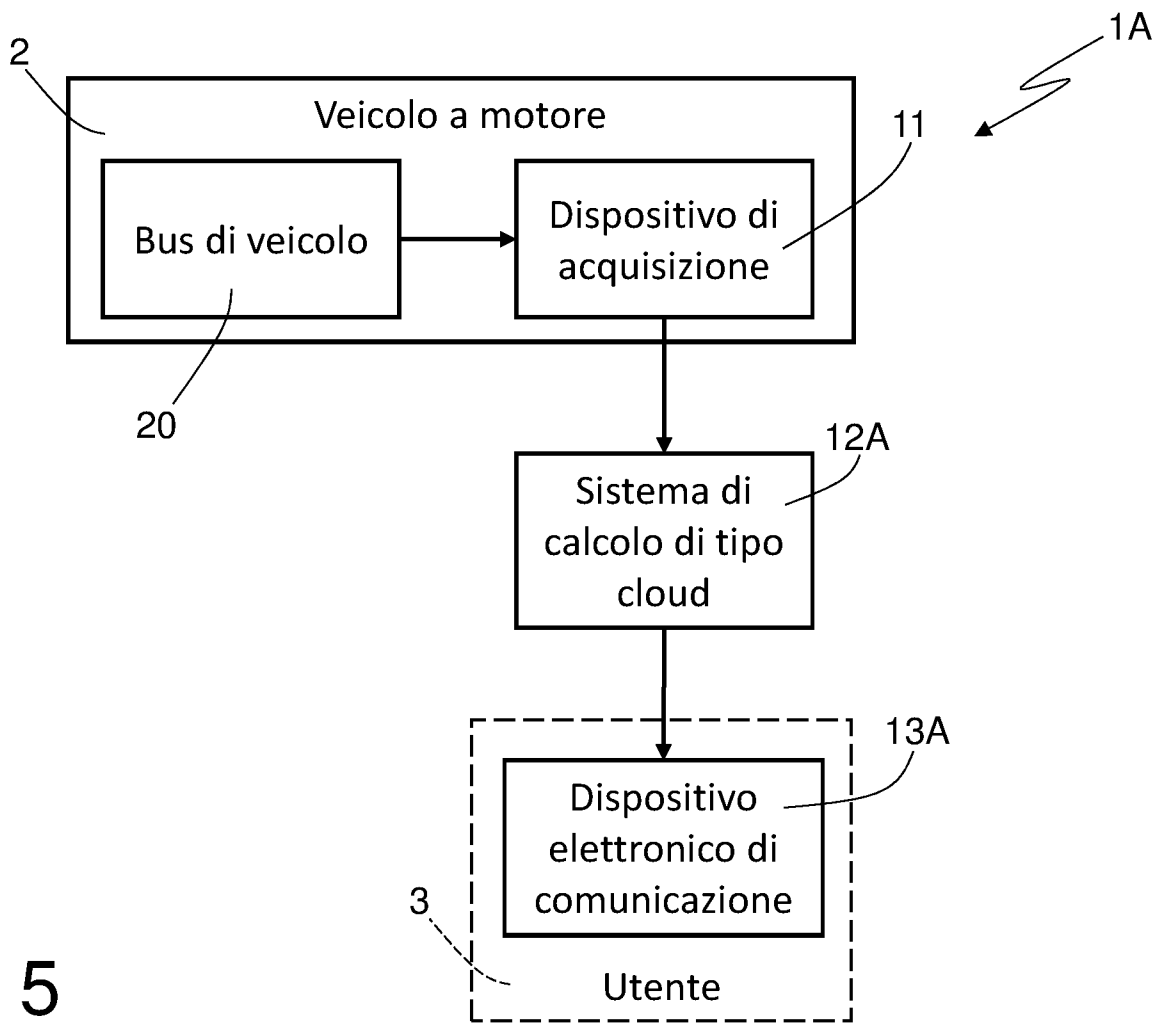 1A
2
Veicolo a motore
11
Bus di veicolo
Dispositivo di
acquisizione
20
12A
Sistema di
calcolo di tipo
cloud
13A
Dispositivo
elettronico di
comunicazione
3
Utente
5